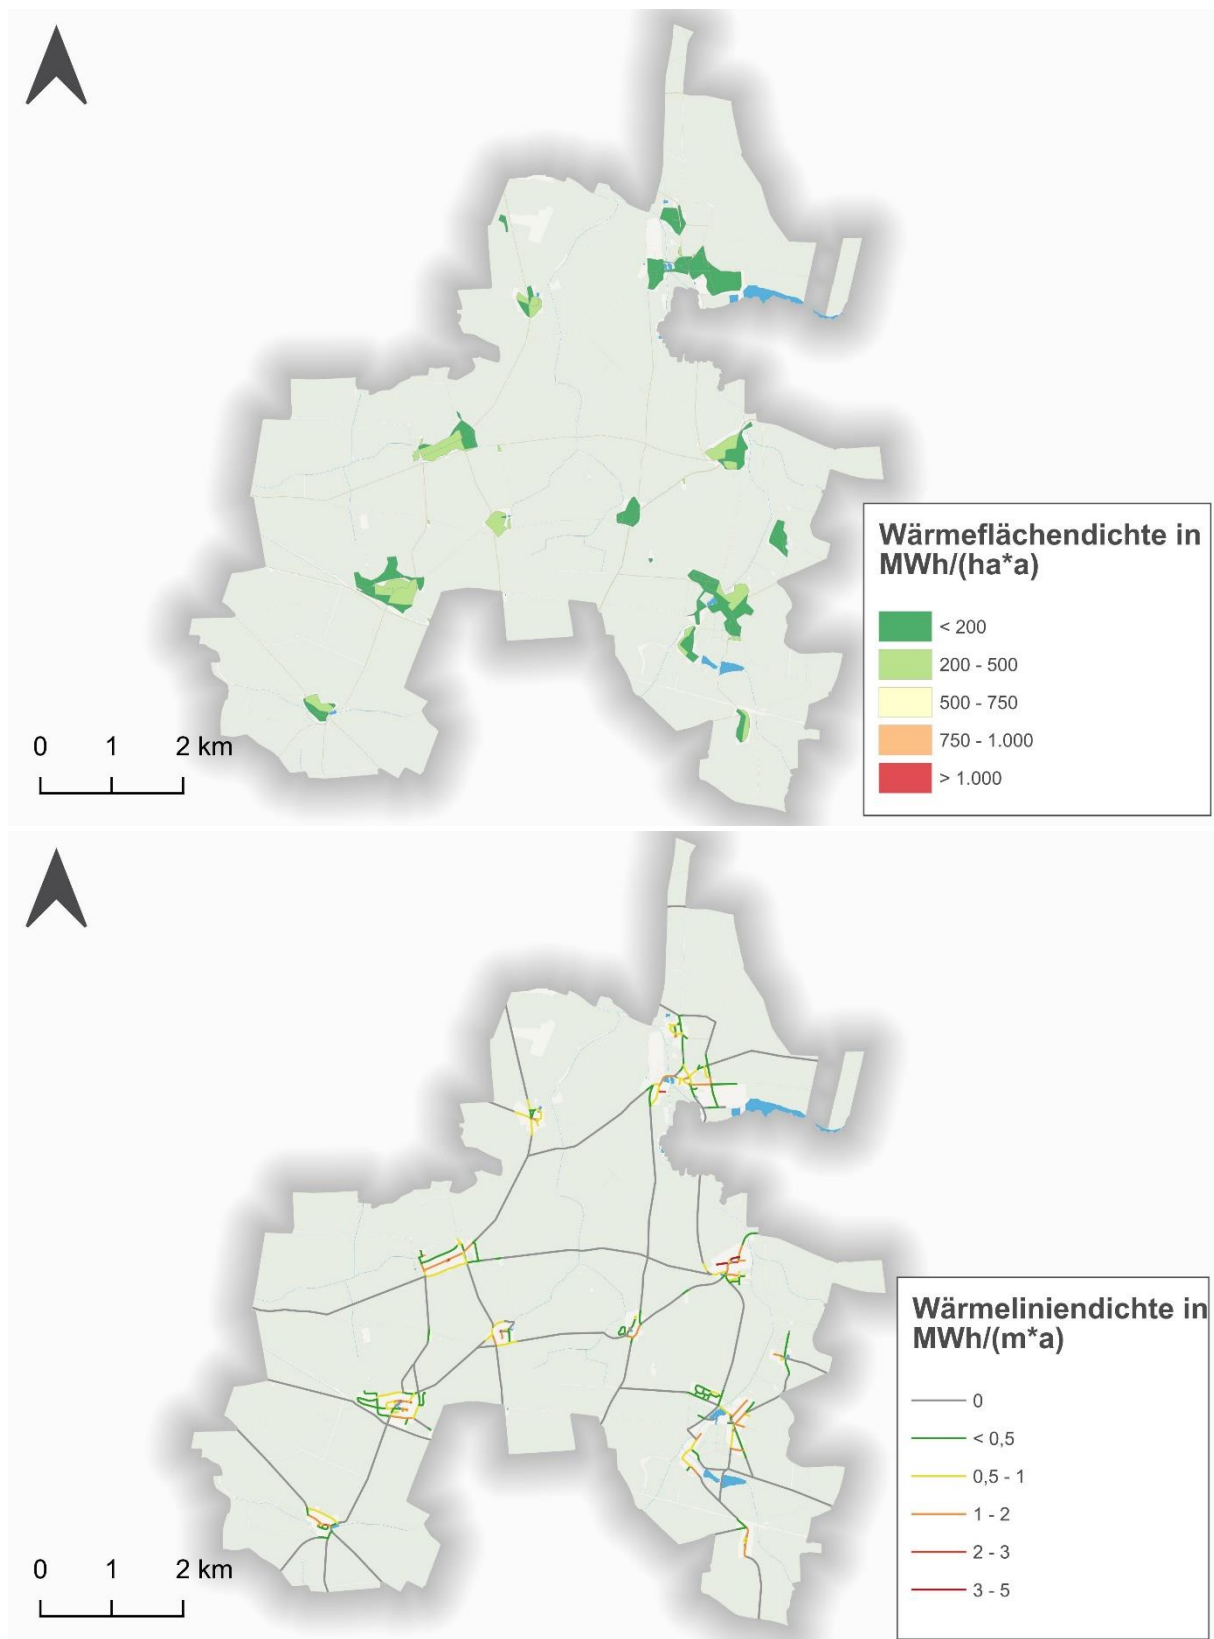 Wärmeflächendichte in
MWh/(ha*a)
< 200
200 - 500
500 - 750
750 - 1.000
> 1.000
0 1 2 km
Wärmeliniendichte in
MWh/(m*a)
0
< 0,5
0,5 - 1
1 - 2
2 - 3
3 - 5
0 1 2 km